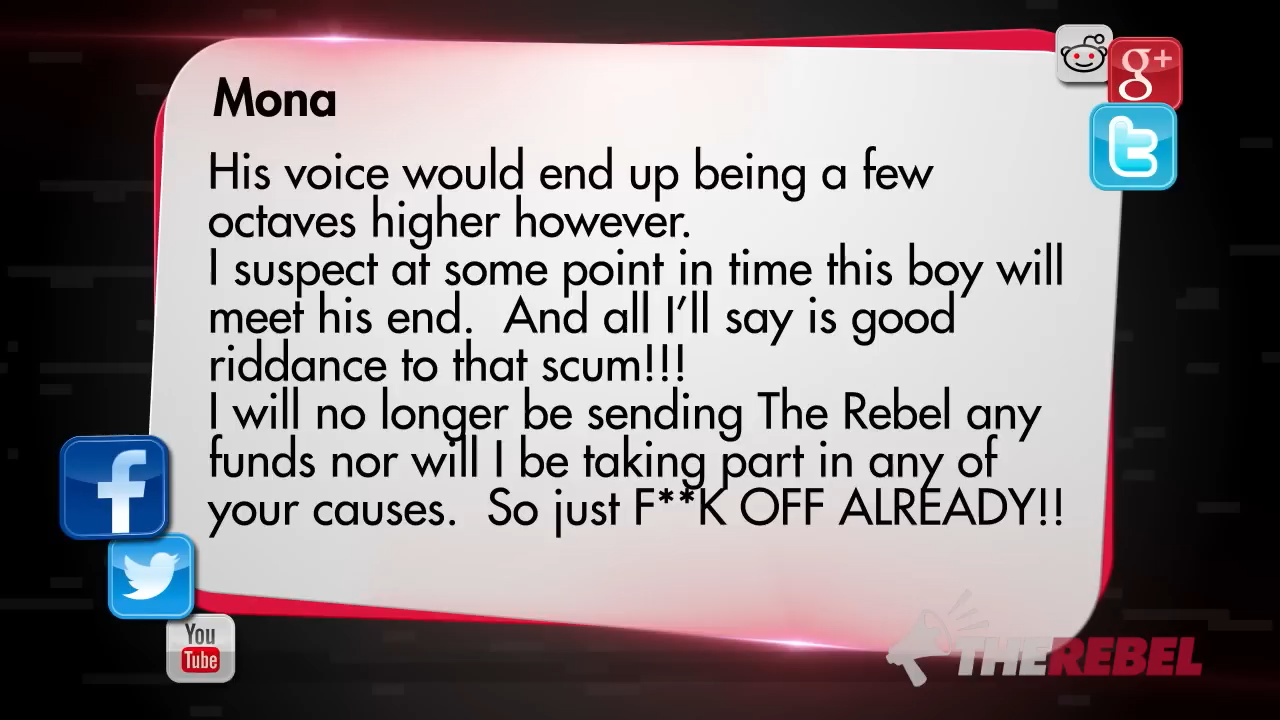 Mona
His voice would end up being a few
octaves higher however.
I suspect at some point in time this boy will
meet his end.  And all I'll say is good
riddance to that scum!!!
I will no longer be sending The Rebel any
funds nor will I be taking part in any of
your causes.  So just F**K OFF ALREADY!!
g+
t
f
You
Tube
THEREBEL